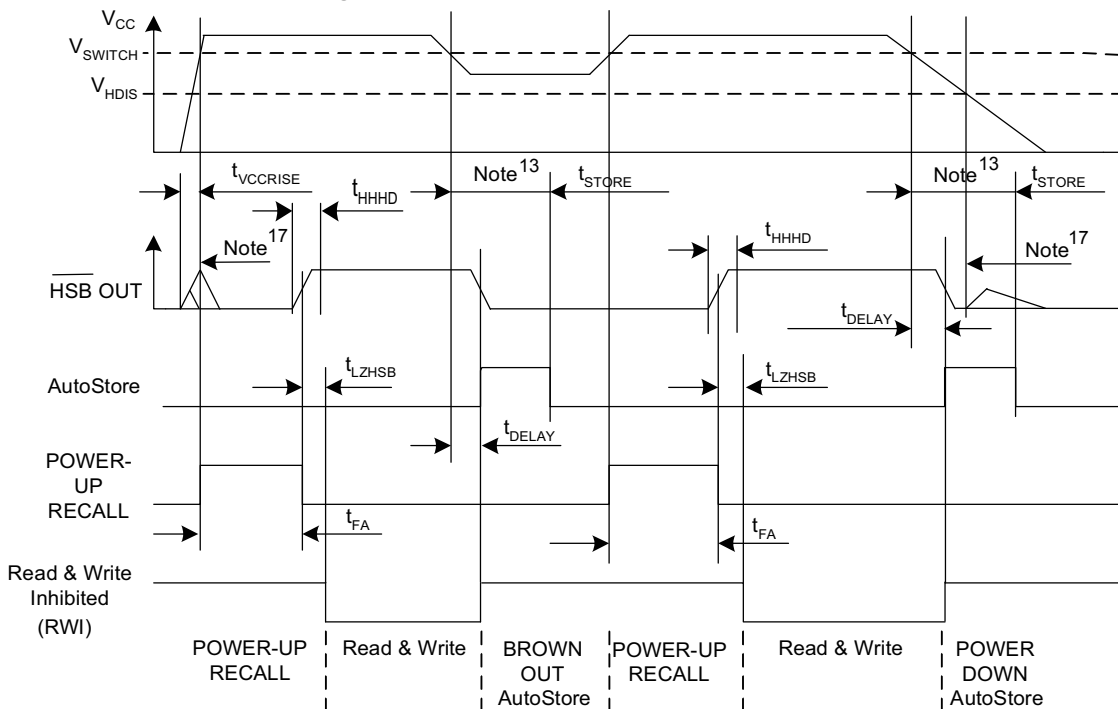 VCC
VSWITCH
VHDIS
tVCCRISE
Note13
tSTORE
Note13
tSTORE
tHHHD
tHHHD
Note17
Note17
HSB OUT
tDELAY
tLZHSB
tLZHSB
AutoStore
tDELAY
POWER-
UP
RECALL
tFA
tFA
Read & Write
Inhibited
(RWI)
POWER-UP
RECALL
Read & Write
BROWN
OUT
AutoStore
POWER-UP
RECALL
Read & Write
POWER
DOWN
AutoStore